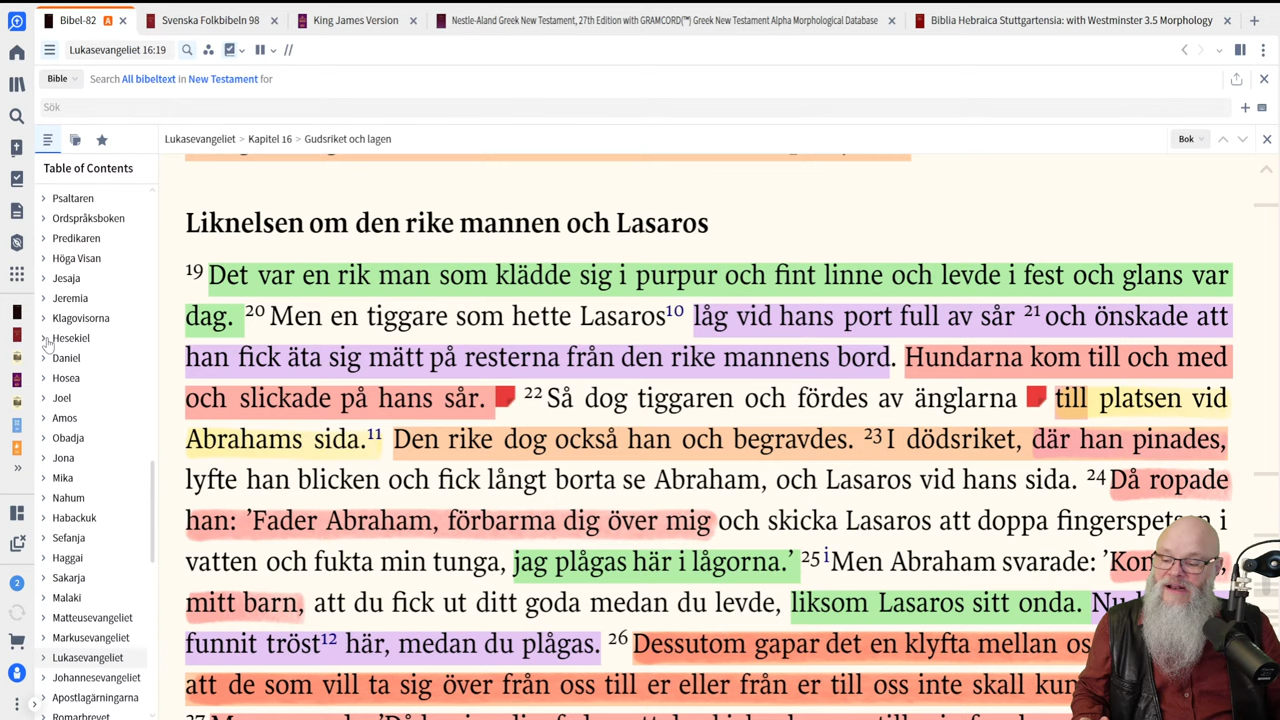 Bibel-82 A Svenska Folkbibeln 98 King James Version Nestle-Aland Greek New Testament, 27th Edition with GRAMCORD(™) Greek New Testament Alpha Morphological Database Biblia Hebraica Stuttgartensia: with Westminster 3.5 Morphology
Lukasevangeliet 16:19
Bible Search All bibeltext in New Testament for
Sök
Lukasevangeliet > Kapitel 16 > Gudsriket och lagen Bok
Table of Contents
Psaltaren
Ordspråksboken
Predikaren
Höga Visan
Jesaja
Jeremia
Klagovisorna
Hesekiel
Daniel
Hosea
Joel
Amos
Obadja
Jona
Mika
Nahum
Habackuk
Sefanja
Haggai
Sakarja
Malaki
Matteusevangeliet
Markusevangeliet
Lukasevangeliet
Johannesevangeliet
Apostlagärningarna
Romarbrevet
2
Liknelsen om den rike mannen och Lasaros
19 Det var en rik man som klädde sig i purpur och fint linne och levde i fest och glans var
dag. 20 Men en tiggare som hette Lasaros10 låg vid hans port full av sår 21 och önskade att
han fick äta sig mätt på resterna från den rike mannens bord. Hundarna kom till och med
och slickade på hans sår. 22 Så dog tiggaren och fördes av änglarna till platsen vid
Abrahams sida.11 Den rike dog också han och begravdes. 23 I dödsriket, där han pinades,
lyfte han blicken och fick långt borta se Abraham, och Lasaros vid hans sida. 24 Då ropade
han: ’Fader Abraham, förbarma dig över mig och skicka Lasaros att doppa fingerspetsen i
vatten och fukta min tunga, jag plågas här i lågorna.’ 25 i Men Abraham svarade:
mitt barn, att du fick ut ditt goda medan du levde, liksom Lasaros sitt onda. Nu
funnit tröst12 här, medan du plågas. 26 Dessutom gapar det en klyfta mellan
att de som vill ta sig över från oss till er eller från er till oss inte skall